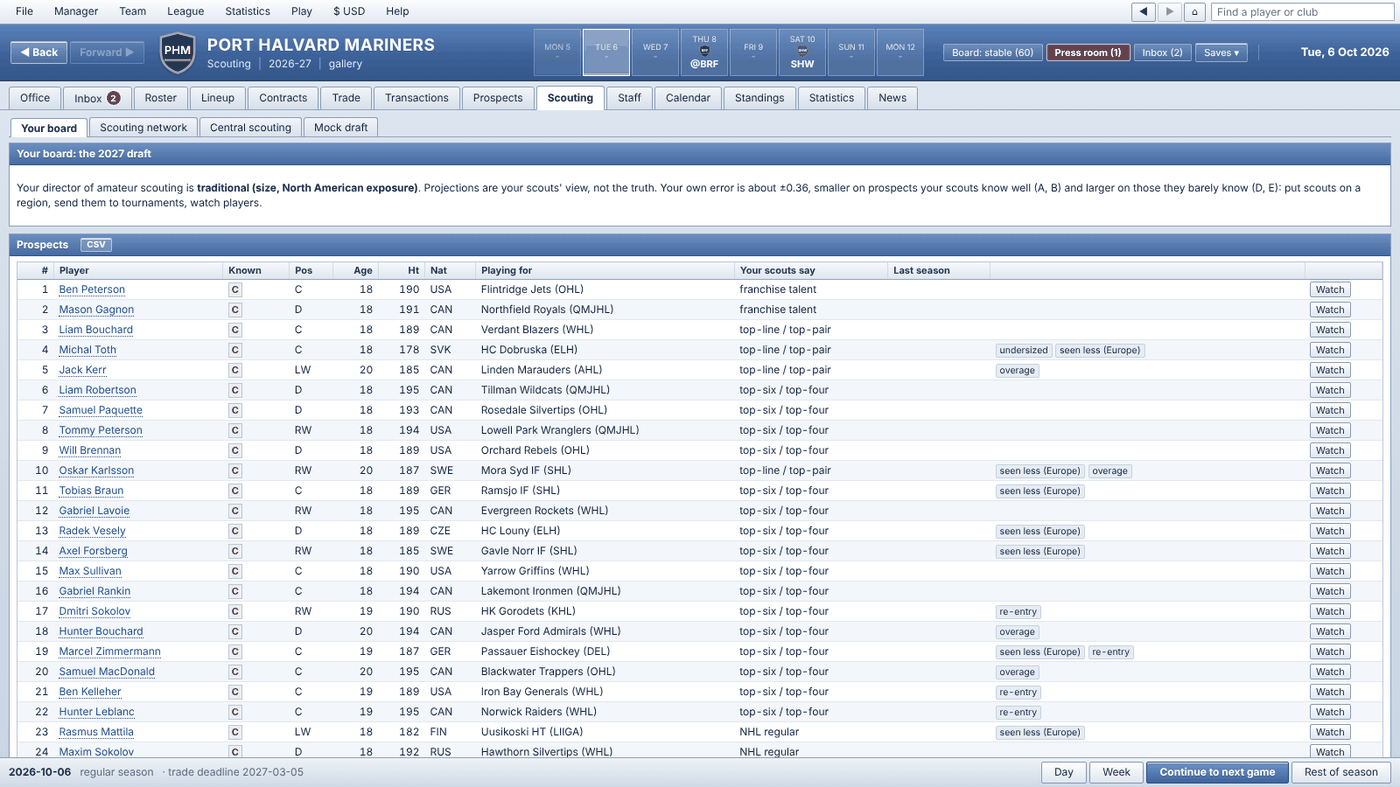 File Manager Team League Statistics Play $ USD Help ◀ ▶ ⌂ Find a player or club
◀ Back Forward ▶ PHM PORT HALVARD MARINERS
Scouting | 2026-27 | gallery
MON 5 - TUE 6 - WED 7 - THU 8 @BRF FRI 9 - SAT 10 SHW SUN 11 - MON 12 -
Board: stable (60) Press room (1) Inbox (2) Saves ▾ Tue, 6 Oct 2026
Office Inbox 2 Roster Lineup Contracts Trade Transactions Prospects Scouting Staff Calendar Standings Statistics News
Your board Scouting network Central scouting Mock draft
Your board: the 2027 draft
Your director of amateur scouting is traditional (size, North American exposure). Projections are your scouts' view, not the truth. Your own error is about ±0.36, smaller on prospects your scouts know well (A, B) and larger on those they barely know (D, E): put scouts on a
region, send them to tournaments, watch players.
Prospects CSV
# Player Known Pos Age Ht Nat Playing for Your scouts say Last season
1 Ben Peterson C C 18 190 USA Flintridge Jets (OHL) franchise talent Watch
2 Mason Gagnon C D 18 191 CAN Northfield Royals (QMJHL) franchise talent Watch
3 Liam Bouchard C C 18 189 CAN Verdant Blazers (WHL) top-line / top-pair Watch
4 Michal Toth C C 18 178 SVK HC Dobruska (ELH) top-line / top-pair undersized seen less (Europe) Watch
5 Jack Kerr C LW 20 185 CAN Linden Marauders (AHL) top-line / top-pair overage Watch
6 Liam Robertson C D 18 195 CAN Tillman Wildcats (QMJHL) top-six / top-four Watch
7 Samuel Paquette C D 18 193 CAN Rosedale Silvertips (OHL) top-six / top-four Watch
8 Tommy Peterson C RW 18 194 USA Lowell Park Wranglers (QMJHL) top-six / top-four Watch
9 Will Brennan C D 18 189 USA Orchard Rebels (OHL) top-six / top-four Watch
10 Oskar Karlsson C RW 20 187 SWE Mora Syd IF (SHL) top-line / top-pair seen less (Europe) overage Watch
11 Tobias Braun C C 18 189 GER Ramsjo IF (SHL) top-six / top-four seen less (Europe) Watch
12 Gabriel Lavoie C RW 18 195 CAN Evergreen Rockets (WHL) top-six / top-four Watch
13 Radek Vesely C D 18 189 CZE HC Louny (ELH) top-six / top-four seen less (Europe) Watch
14 Axel Forsberg C RW 18 185 SWE Gavle Norr IF (SHL) top-six / top-four seen less (Europe) Watch
15 Max Sullivan C C 18 190 USA Yarrow Griffins (WHL) top-six / top-four Watch
16 Gabriel Rankin C C 18 194 CAN Lakemont Ironmen (QMJHL) top-six / top-four Watch
17 Dmitri Sokolov C RW 19 190 RUS HK Gorodets (KHL) top-six / top-four re-entry Watch
18 Hunter Bouchard C D 20 194 CAN Jasper Ford Admirals (WHL) top-six / top-four overage Watch
19 Marcel Zimmermann C C 19 187 GER Passauer Eishockey (DEL) top-six / top-four seen less (Europe) re-entry Watch
20 Samuel MacDonald C C 20 195 CAN Blackwater Trappers (OHL) top-six / top-four overage Watch
21 Ben Kelleher C C 19 189 USA Iron Bay Generals (WHL) top-six / top-four re-entry Watch
22 Hunter Leblanc C C 19 195 CAN Norwick Raiders (WHL) top-six / top-four re-entry Watch
23 Rasmus Mattila C LW 18 182 FIN Uusikoski HT (LIIGA) NHL regular seen less (Europe) Watch
24 Maxim Sokolov C D 18 192 RUS Hawthorn Silvertips (WHL) NHL regular Watch
2026-10-06 regular season · trade deadline 2027-03-05 Day Week Continue to next game Rest of season